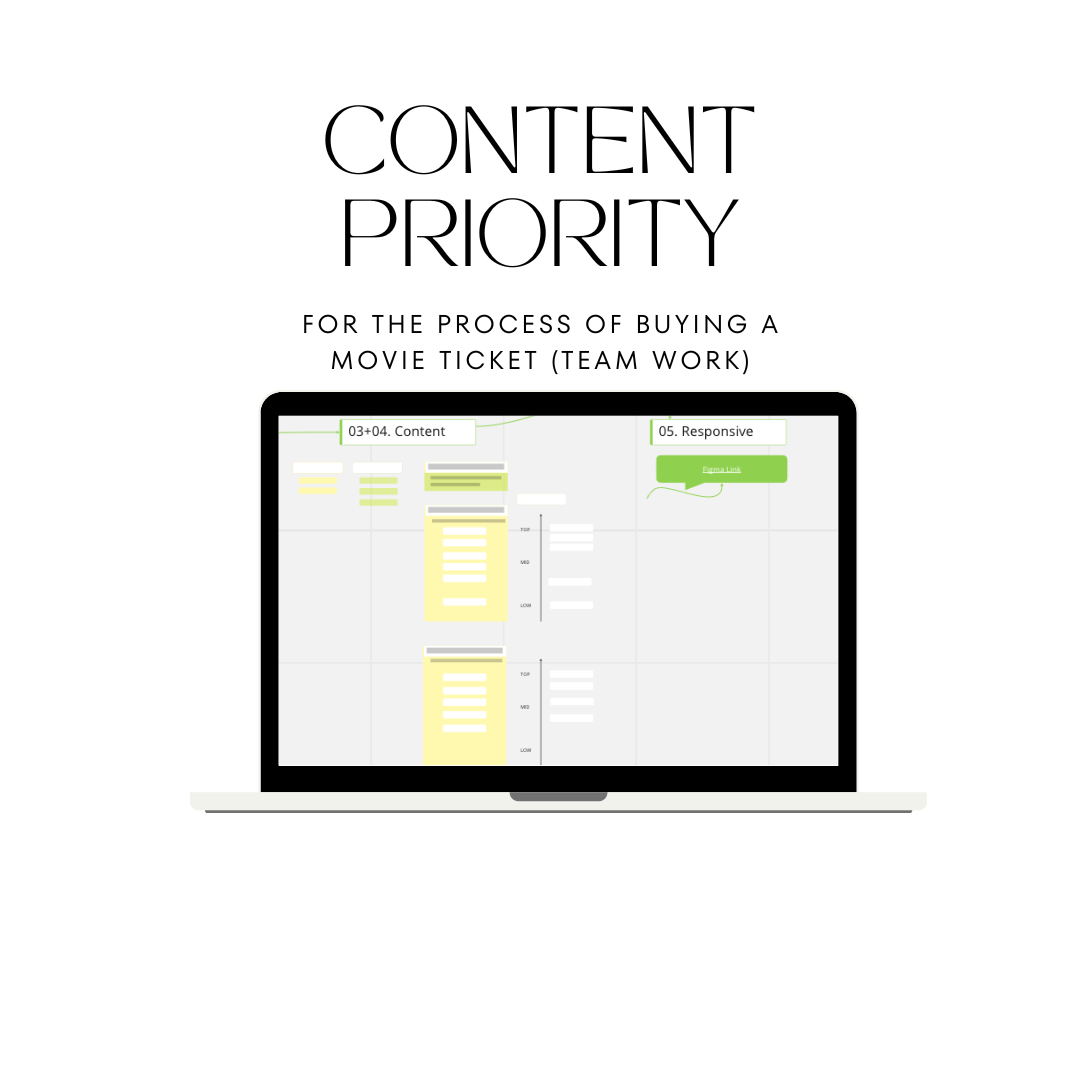 CONTENT
PRIORITY
FOR THE PROCESS OF BUYING A
MOVIE TICKET (TEAM WORK)
03+04. Content
05. Responsive
Figma Link
TOP
MID
LOW
TOP
MID
LOW